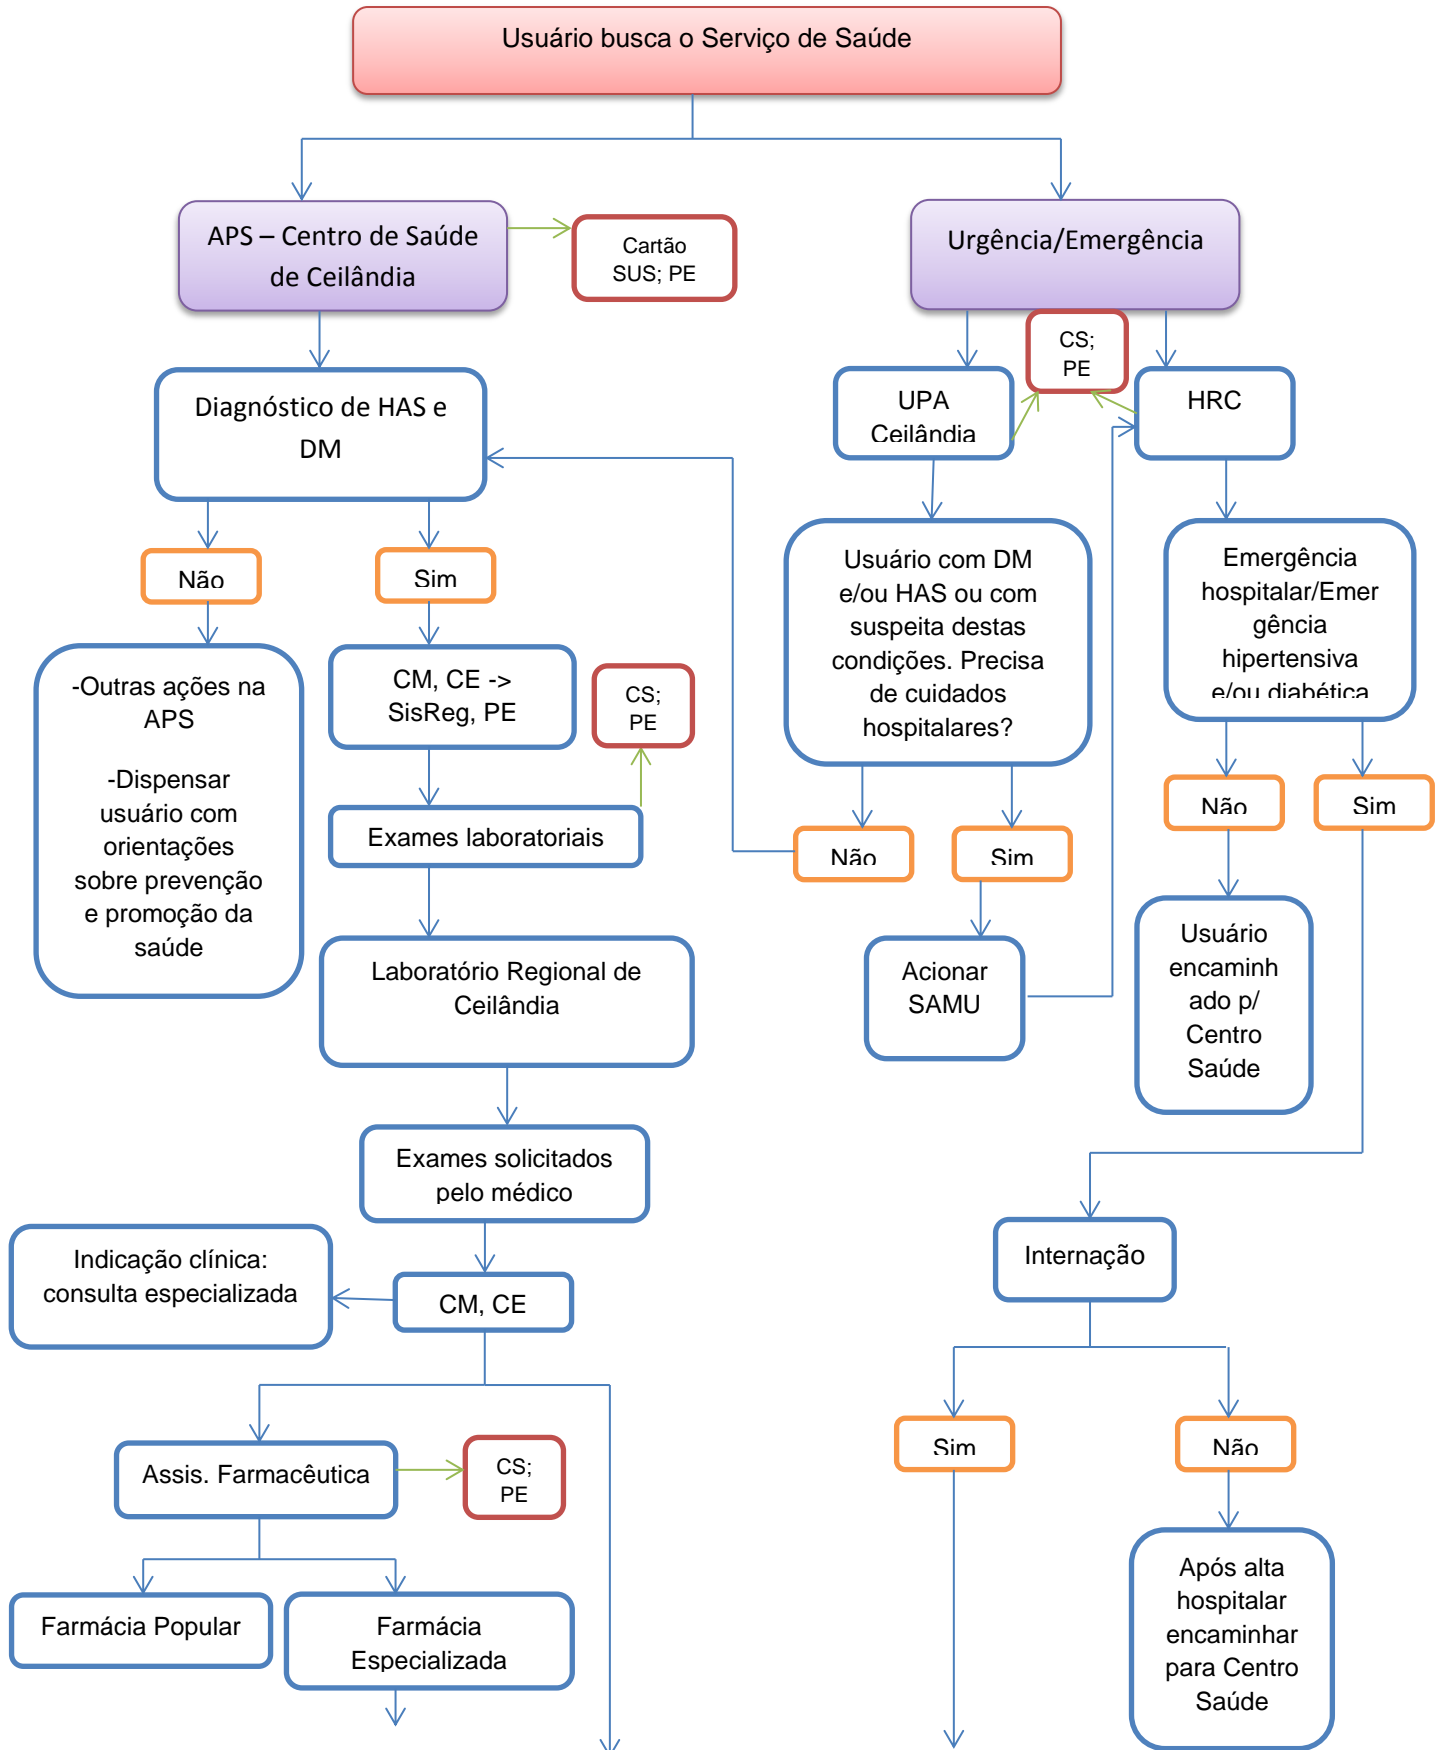 Usuário busca o Serviço de Saúde
APS – Centro de Saúde
de Ceilândia
Cartão
SUS; PE
Urgência/Emergência
CS;
PE
Diagnóstico de HAS e
DM
UPA
Ceilândia
HRC
Não
Sim
Usuário com DM
e/ou HAS ou com
suspeita destas
condições. Precisa
de cuidados
hospitalares?
Emergência
hospitalar/Emer
gência
hipertensiva
e/ou diabética
-Outras ações na
APS
-Dispensar
usuário com
orientações
sobre prevenção
e promoção da
saúde
CM, CE ->
SisReg, PE
CS;
PE
Exames laboratoriais
Não
Sim
Não
Sim
Laboratório Regional de
Ceilândia
Acionar
SAMU
Usuário
encaminh
ado p/
Centro
Saúde
Exames solicitados
pelo médico
Indicação clínica:
consulta especializada
CM, CE
Internação
Assis. Farmacêutica
CS;
PE
Sim
Não
Farmácia Popular
Farmácia
Especializada
Após alta
hospitalar
encaminhar
para Centro
Saúde